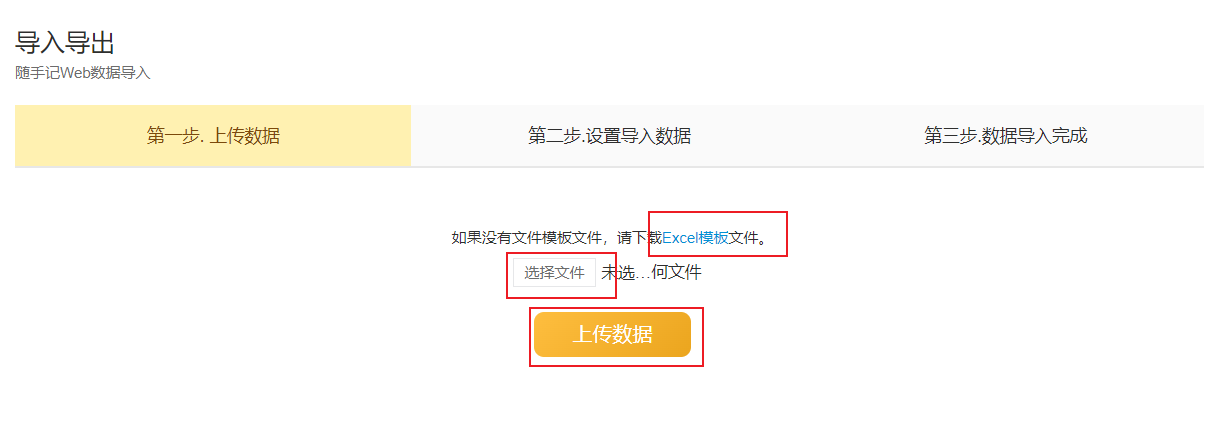 导入导出
随手记Web数据导入
第一步. 上传数据
第二步.设置导入数据
第三步.数据导入完成
如果没有文件模板文件，请下载Excel模板文件。
选择文件 未选...何文件
上传数据